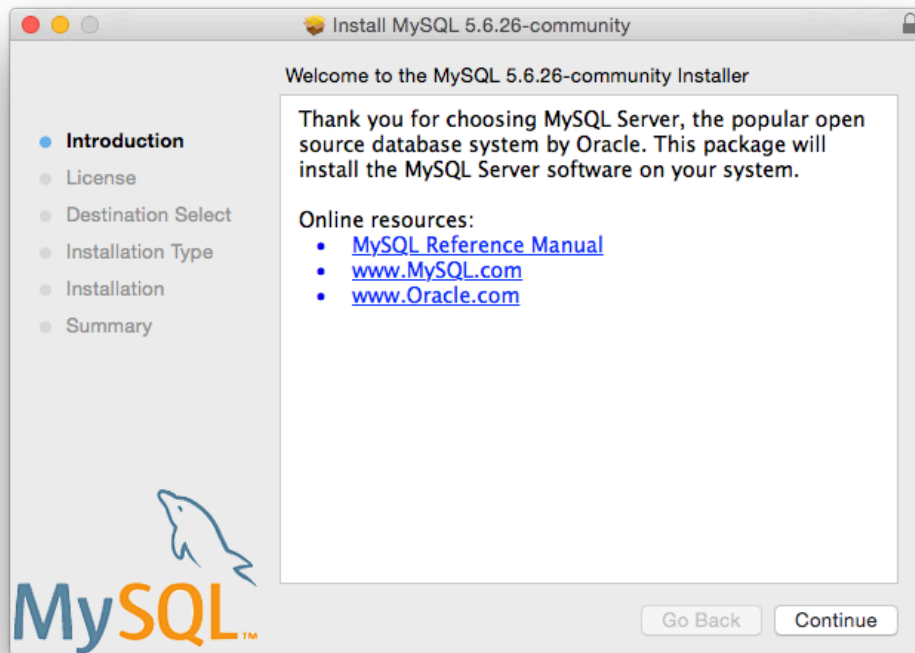 Install MySQL 5.6.26-community
Welcome to the MySQL 5.6.26-community Installer
Introduction
License
Destination Select
Installation Type
Installation
Summary
Thank you for choosing MySQL Server, the popular open
source database system by Oracle. This package will
install the MySQL Server software on your system.
Online resources:
• MySQL Reference Manual
• www.MySQL.com
• www.Oracle.com
MySQL™
Go Back
Continue